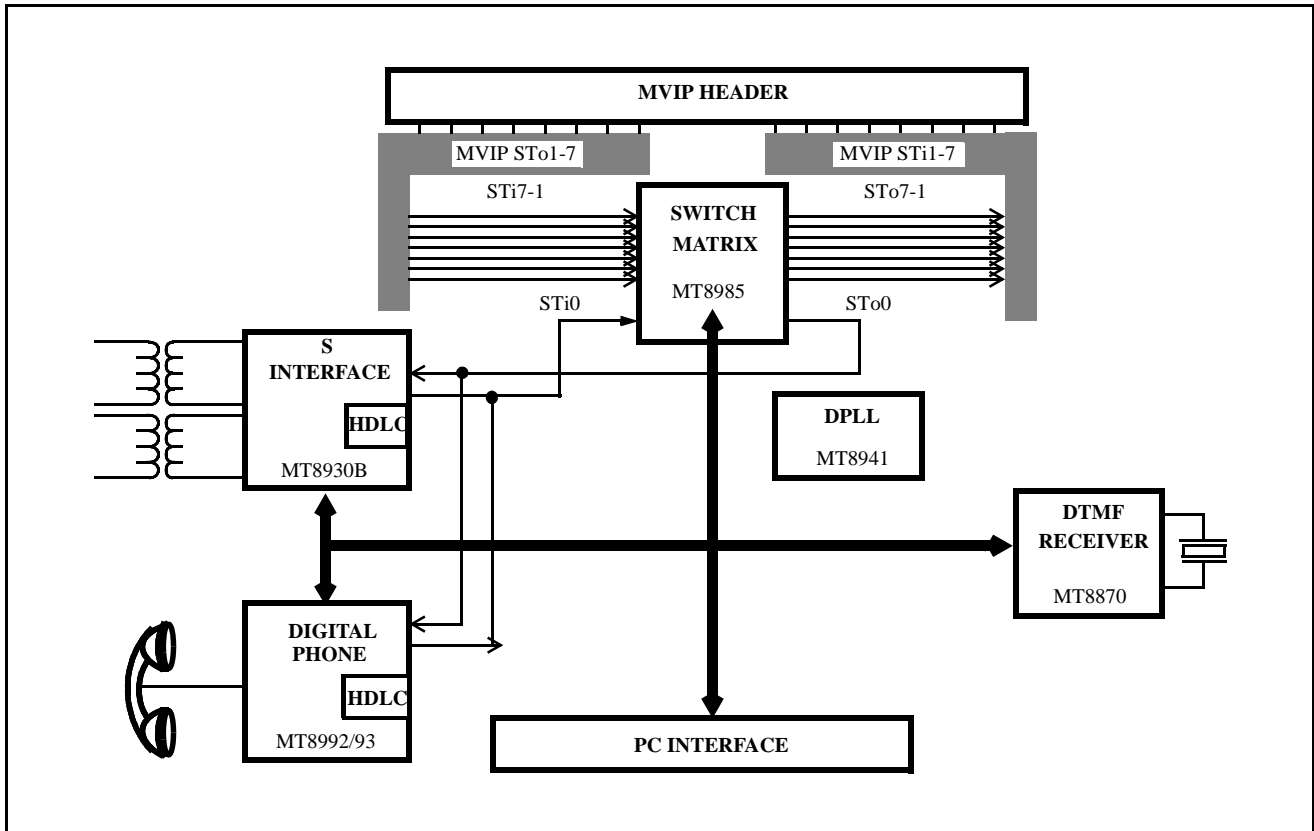 MVIP HEADER
MVIP STo1-7
MVIP STi1-7
STi7-1
STo7-1
SWITCH
MATRIX
MT8985
STi0
STo0
S
INTERFACE
HDLC
MT8930B
DPLL
MT8941
DTMF
RECEIVER
MT8870
DIGITAL
PHONE
HDLC
MT8992/93
PC INTERFACE